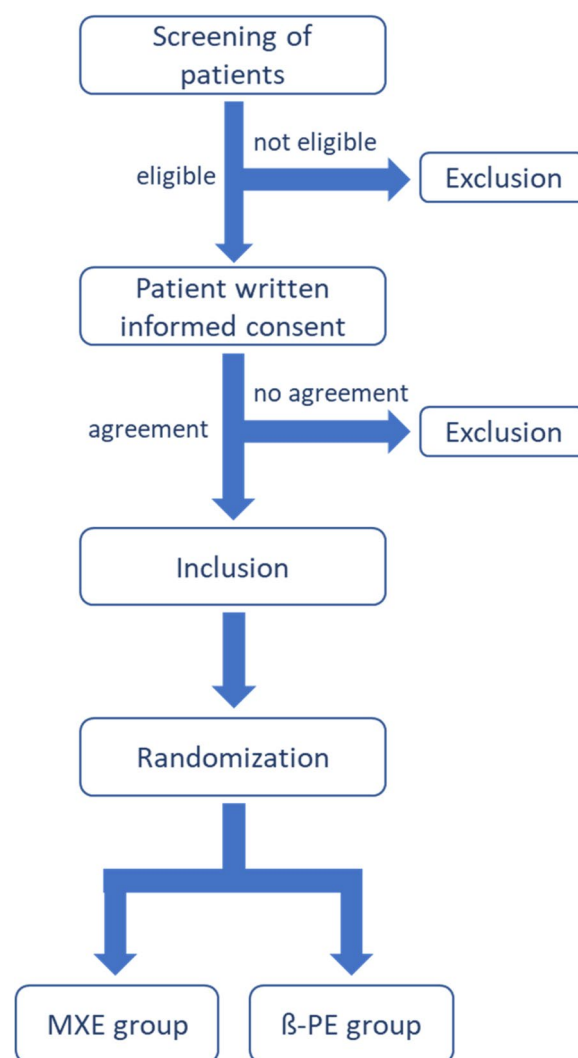 Screening of
patients
not eligible
eligible
Exclusion
Patient written
informed consent
no agreement
agreement
Exclusion
Inclusion
Randomization
MXE group
ß-PE group